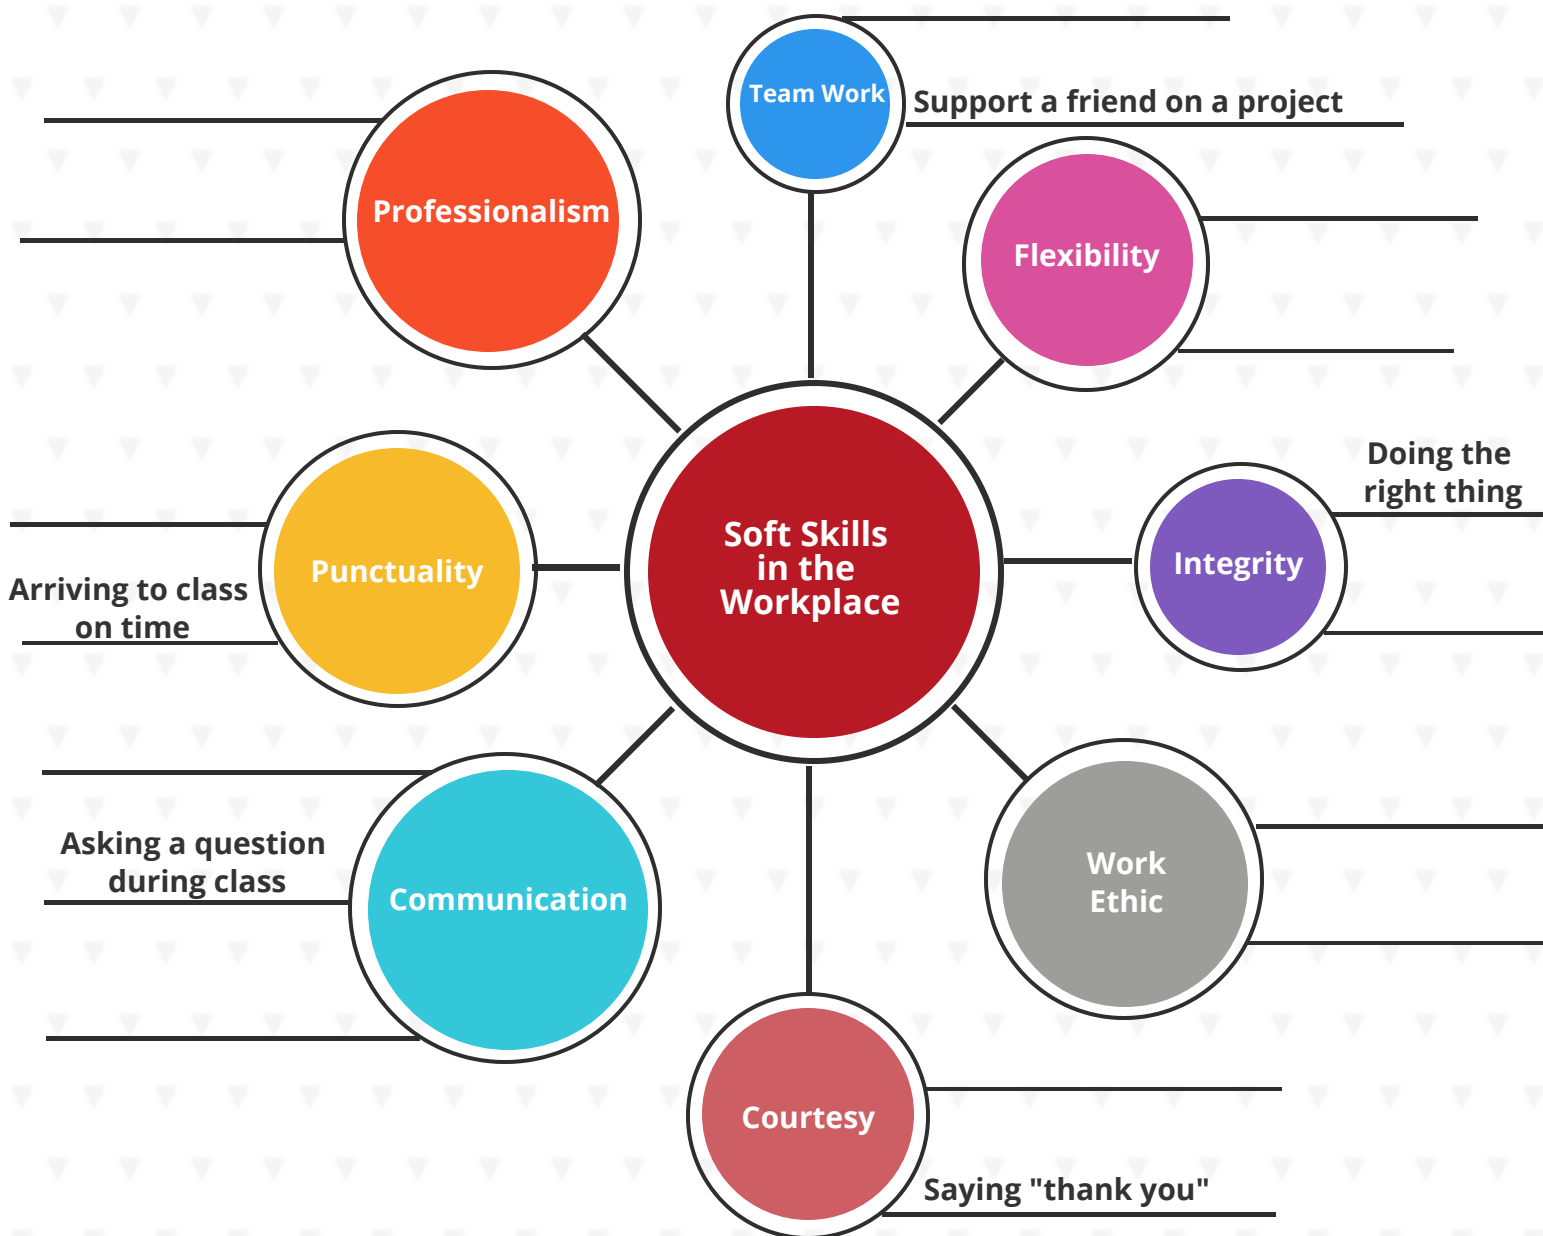 Team Work
Support a friend on a project
Professionalism
Flexibility
Doing the
right thing
Soft Skills
in the
Workplace
Integrity
Punctuality
Arriving to class
on time
Asking a question
during class
Communication
Work
Ethic
Courtesy
Saying "thank you"